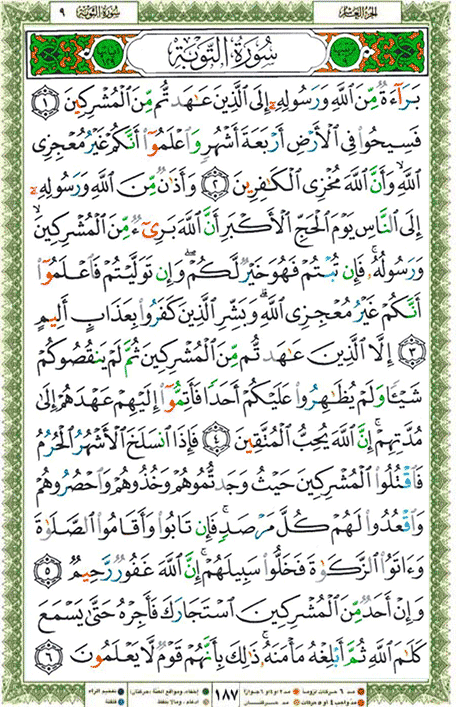 سُورَةُ التَّوۡبَةِ ٩ الجزء العاشر
سُورَةُ التَّوۡبَةِ
بَرَآءَةٞ مِّنَ ٱللَّهِ وَرَسُولِهِۦٓ إِلَى ٱلَّذِينَ عَٰهَدتُّم مِّنَ ٱلۡمُشۡرِكِينَ ١
فَسِيحُواْ فِي ٱلۡأَرۡضِ أَرۡبَعَةَ أَشۡهُرٖ وَٱعۡلَمُوٓاْ أَنَّكُمۡ غَيۡرُ مُعۡجِزِي
ٱللَّهِ وَأَنَّ ٱللَّهَ مُخۡزِي ٱلۡكَٰفِرِينَ ٢ وَأَذَٰنٞ مِّنَ ٱللَّهِ وَرَسُولِهِۦٓ
إِلَى ٱلنَّاسِ يَوۡمَ ٱلۡحَجِّ ٱلۡأَكۡبَرِ أَنَّ ٱللَّهَ بَرِيٓءٞ مِّنَ ٱلۡمُشۡرِكِينَ
وَرَسُولُهُۥۚ فَإِن تُبۡتُمۡ فَهُوَ خَيۡرٞ لَّكُمۡۖ وَإِن تَوَلَّيۡتُمۡ فَٱعۡلَمُوٓاْ
أَنَّكُمۡ غَيۡرُ مُعۡجِزِي ٱللَّهِۗ وَبَشِّرِ ٱلَّذِينَ كَفَرُواْ بِعَذَابٍ أَلِيمٍ
٣ إِلَّا ٱلَّذِينَ عَٰهَدتُّم مِّنَ ٱلۡمُشۡرِكِينَ ثُمَّ لَمۡ يَنقُصُوكُمۡ
شَيۡـٔٗا وَلَمۡ يُظَٰهِرُواْ عَلَيۡكُمۡ أَحَدٗا فَأَتِمُّوٓاْ إِلَيۡهِمۡ عَهۡدَهُمۡ إِلَىٰ
مُدَّتِهِمۡۚ إِنَّ ٱللَّهَ يُحِبُّ ٱلۡمُتَّقِينَ ٤ فَإِذَا ٱنسَلَخَ ٱلۡأَشۡهُرُ ٱلۡحُرُمُ
فَٱقۡتُلُواْ ٱلۡمُشۡرِكِينَ حَيۡثُ وَجَدتُّمُوهُمۡ وَخُذُوهُمۡ وَٱحۡصُرُوهُمۡ
وَٱقۡعُدُواْ لَهُمۡ كُلَّ مَرۡصَدٖۚ فَإِن تَابُواْ وَأَقَامُواْ ٱلصَّلَوٰةَ
وَءَاتَوُاْ ٱلزَّكَوٰةَ فَخَلُّواْ سَبِيلَهُمۡۚ إِنَّ ٱللَّهَ غَفُورٞ رَّحِيمٞ ٥
وَإِنۡ أَحَدٞ مِّنَ ٱلۡمُشۡرِكِينَ ٱسۡتَجَارَكَ فَأَجِرۡهُ حَتَّىٰ يَسۡمَعَ
كَلَٰمَ ٱللَّهِ ثُمَّ أَبۡلِغۡهُ مَأۡمَنَهُۥۚ ذَٰلِكَ بِأَنَّهُمۡ قَوۡمٞ لَّا يَعۡلَمُونَ ٦
١٨٧